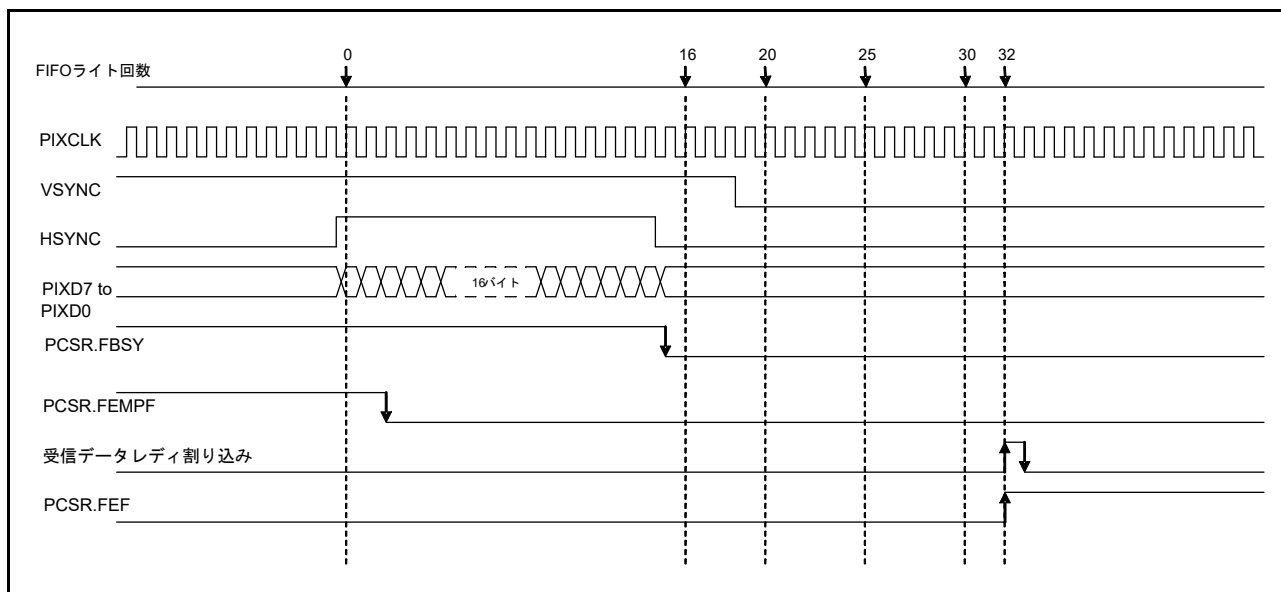 0 16 20 25 30 32
FIFOライト回数
PIXCLK
VSYNC
HSYNC
16バイト
PIXD7 to
PIXD0
PCSR.FBSY
PCSR.FEMPF
受信データレディ割り込み
PCSR.FEF